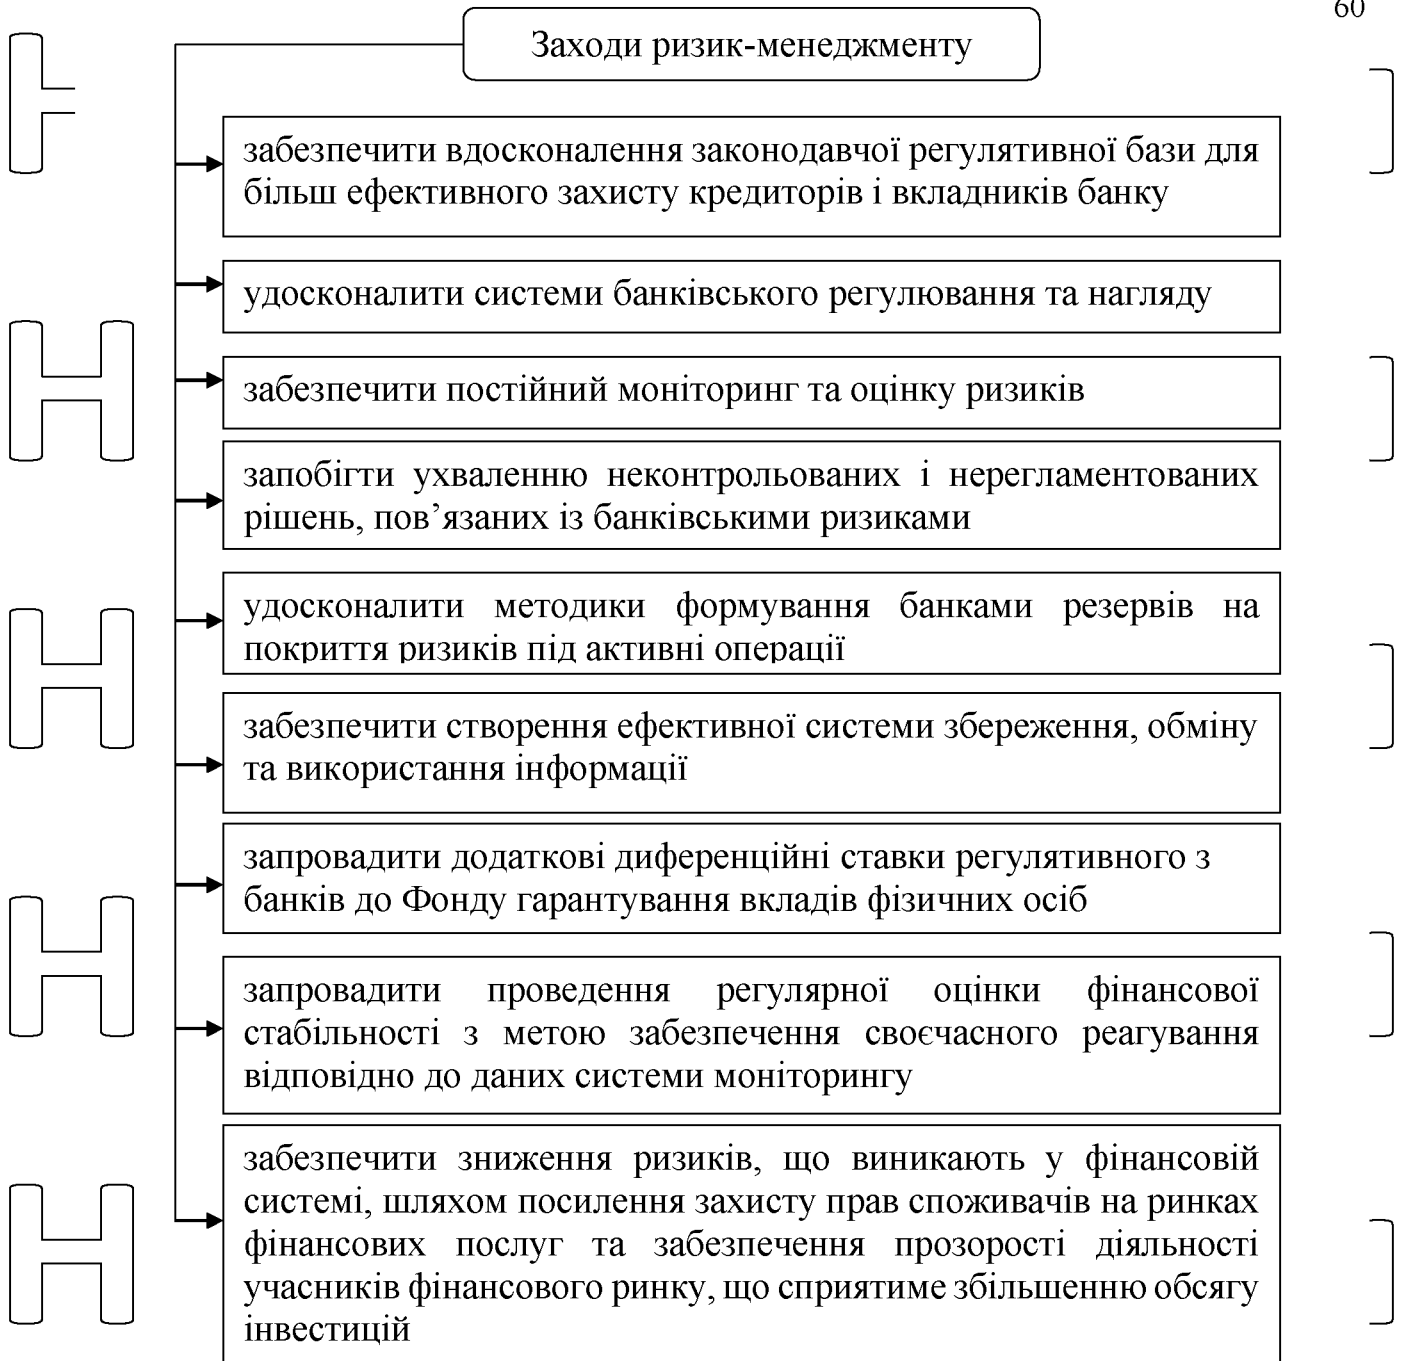 60
Заходи ризик-менеджменту
забезпечити вдосконалення законодавчої регулятивної бази для
більш ефективного захисту кредиторів і вкладників банку
удосконалити системи банківського регулювання та нагляду
забезпечити постійний моніторинг та оцінку ризиків
запобігти ухваленню неконтрольованих і нерегламентованих
рішень, пов’язаних із банківськими ризиками
удосконалити методики формування банками резервів на
покриття ризиків під активні операції
забезпечити створення ефективної системи збереження, обміну
та використання інформації
запровадити додаткові диференційні ставки регулятивного з
банків до Фонду гарантування вкладів фізичних осіб
запровадити проведення регулярної оцінки фінансової
стабільності з метою забезпечення своєчасного реагування
відповідно до даних системи моніторингу
забезпечити зниження ризиків, що виникають у фінансовій
системі, шляхом посилення захисту прав споживачів на ринках
фінансових послуг та забезпечення прозорості діяльності
учасників фінансового ринку, що сприятиме збільшенню обсягу
інвестицій